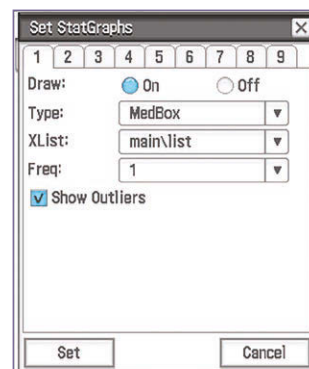 Set StatGraphs
1 2 3 4 5 6 7 8 9
Draw: On Off
Type: MedBox
XList: main\list
Freq: 1
Show Outliers
Set Cancel